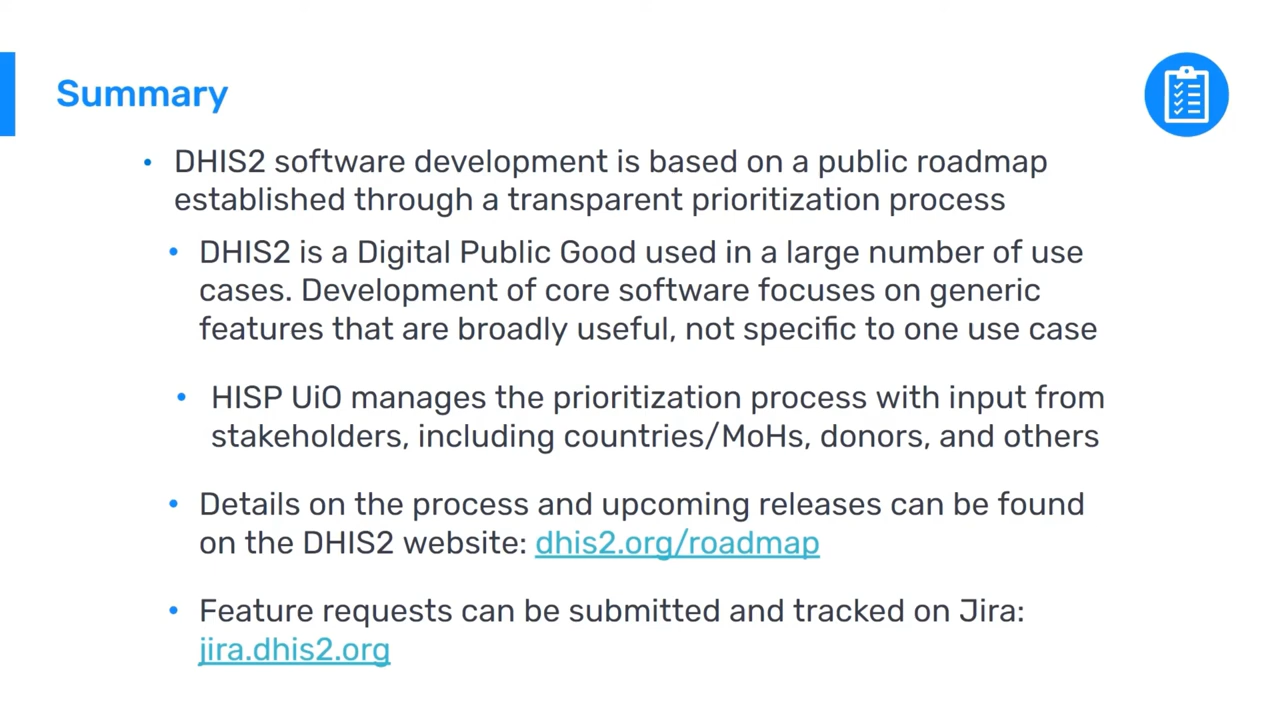 Summary
• DHIS2 software development is based on a public roadmap
established through a transparent prioritization process
• DHIS2 is a Digital Public Good used in a large number of use
cases. Development of core software focuses on generic
features that are broadly useful, not specific to one use case
• HISP UiO manages the prioritization process with input from
stakeholders, including countries/MoHs, donors, and others
• Details on the process and upcoming releases can be found
on the DHIS2 website: dhis2.org/roadmap
• Feature requests can be submitted and tracked on Jira:
jira.dhis2.org